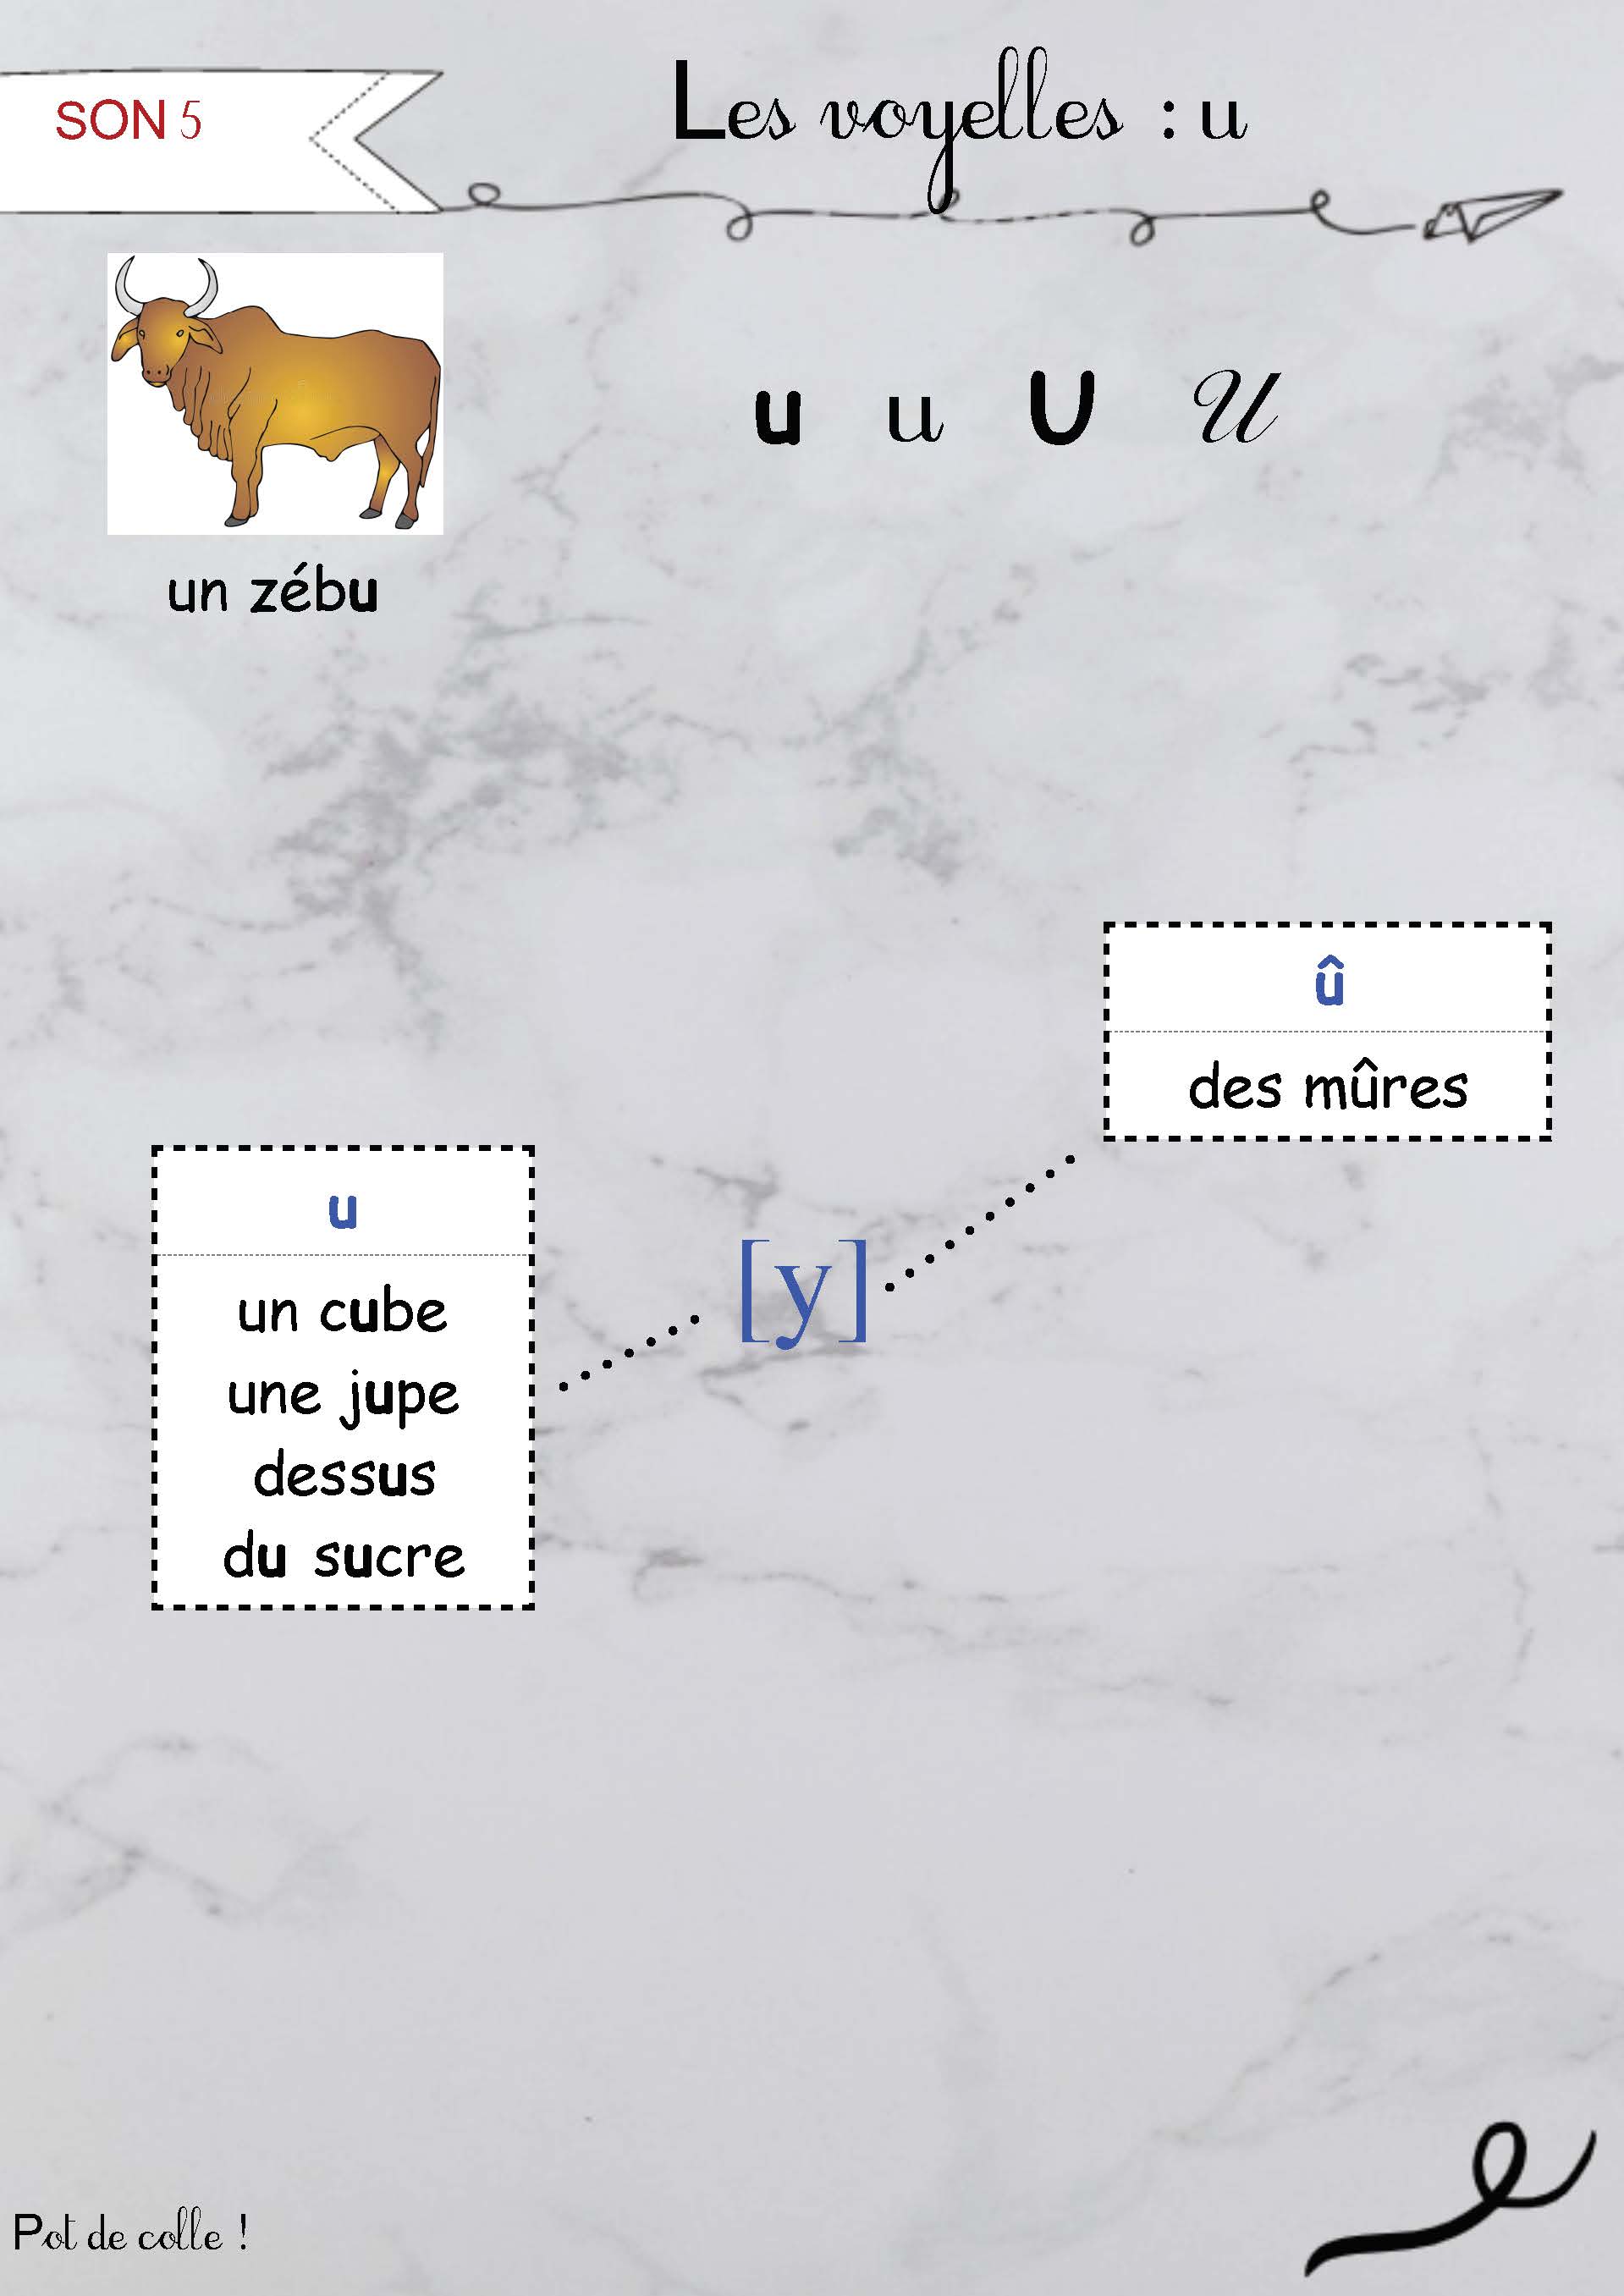 SON 5
Les voyelles : u
u u U U
un zébu
û
des mûres
u
un cube
une jupe
dessus
du sucre
[y]
Pot de colle !